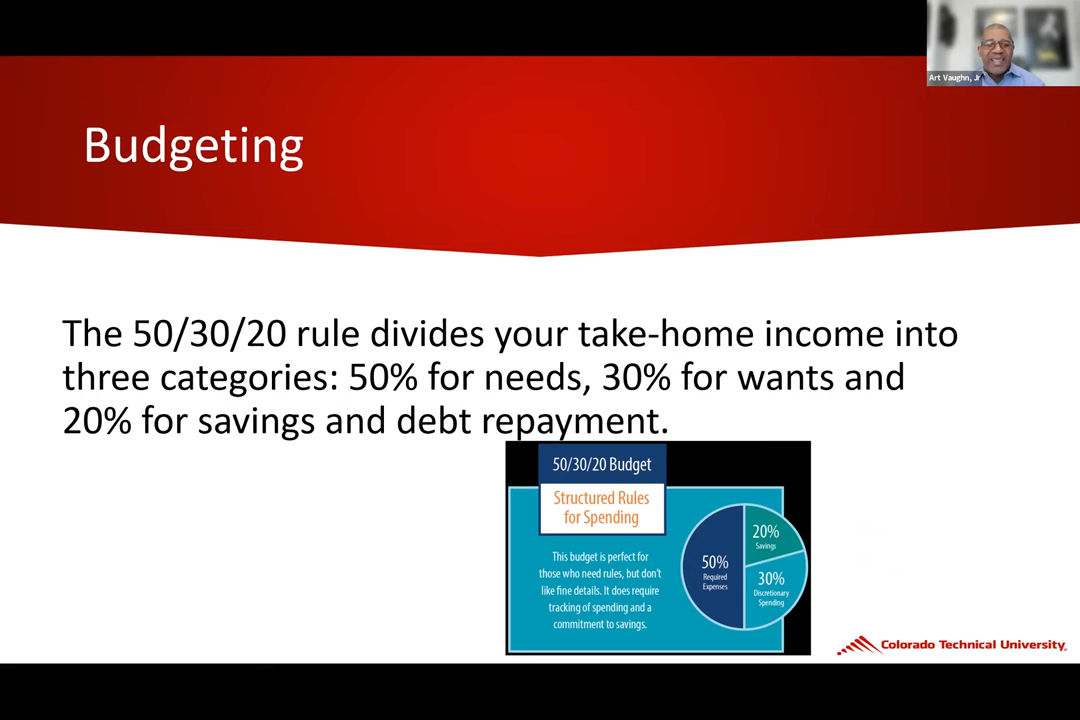 Art Vaughn, Jr
Budgeting
The 50/30/20 rule divides your take-home income into
three categories: 50% for needs, 30% for wants and
20% for savings and debt repayment.
50/30/20 Budget
Structured Rules
for Spending
This budget is perfect for
those who need rules, but don't
like fine details. It does require
tracking of spending and a
commitment to savings.
50%
Required
Expenses
20%
Savings
30%
Discretionary
Spending
Colorado Technical University®